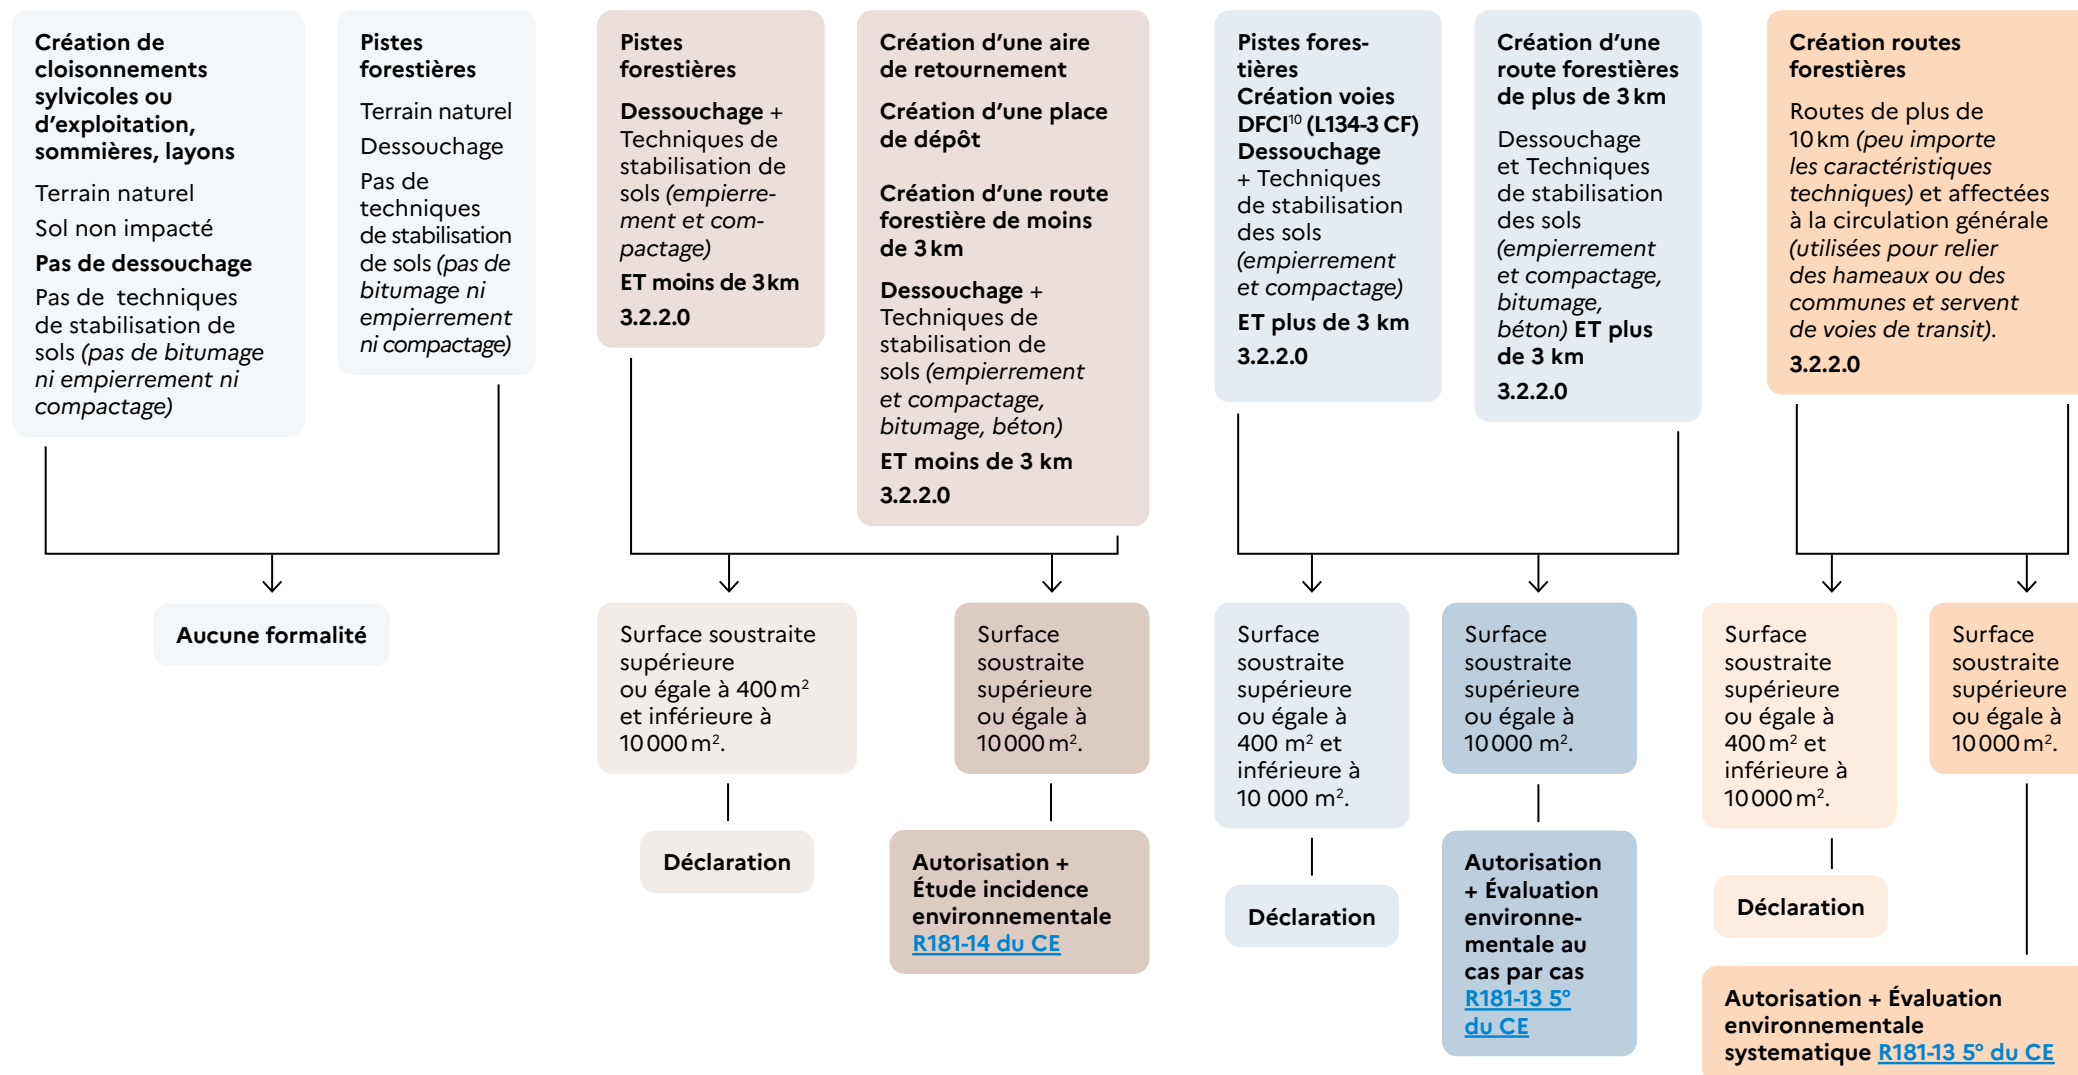 Création de
cloisonnements
sylvicoles ou
d’exploitation,
sommières, layons
Terrain naturel
Sol non impacté
Pas de dessouchage
Pas de techniques
de stabilisation de
sols (pas de bitumage
ni empierrement ni
compactage)
Pistes
forestières
Terrain naturel
Dessouchage
Pas de
techniques
de stabilisation
de sols (pas de
bitumage ni
empierrement
ni compactage)
Aucune formalité
Pistes
forestières
Dessouchage +
Techniques de
stabilisation de
sols (empierre-
ment et com-
pactage)
ET moins de 3 km
3.2.2.0
Création d’une aire
de retournement
Création d’une place
de dépôt
Création d’une route
forestière de moins
de 3 km
Dessouchage +
Techniques de
stabilisation de
sols (empierrement
et compactage,
bitumage, béton)
ET moins de 3 km
3.2.2.0
Surface soustraite
supérieure
ou égale à 400 m²
et inférieure à
10 000 m².
Déclaration
Surface
soustraite
supérieure
ou égale à
10 000 m².
Autorisation +
Étude incidence
environnementale
R181-14 du CE
Pistes fores-
tières
Création voies
DFCI¹⁰ (L134-3 CF)
Dessouchage
+ Techniques
de stabilisation
des sols
(empierrement
et compactage)
ET plus de 3 km
3.2.2.0
Création d’une
route forestières
de plus de 3 km
Dessouchage
et Techniques
de stabilisation
des sols
(empierrement
et compactage,
bitumage,
béton) ET plus
de 3 km
3.2.2.0
Surface
soustraite
supérieure
ou égale à
400 m² et
inférieure à
10 000 m².
Déclaration
Surface
soustraite
supérieure
ou égale à
10 000 m².
Autorisation
+ Évaluation
environne-
mentale au
cas par cas
R181-13 5°
du CE
Création routes
forestières
Routes de plus de
10 km (peu importe
les caractéristiques
techniques) et affectées
à la circulation générale
(utilisées pour relier
des hameaux ou des
communes et servent
de voies de transit).
3.2.2.0
Surface
soustraite
supérieure
ou égale à
400 m² et
inférieure à
10 000 m².
Déclaration
Surface
soustraite
supérieure
ou égale à
10 000 m².
Autorisation + Évaluation
environnementale
systematique R181-13 5° du CE